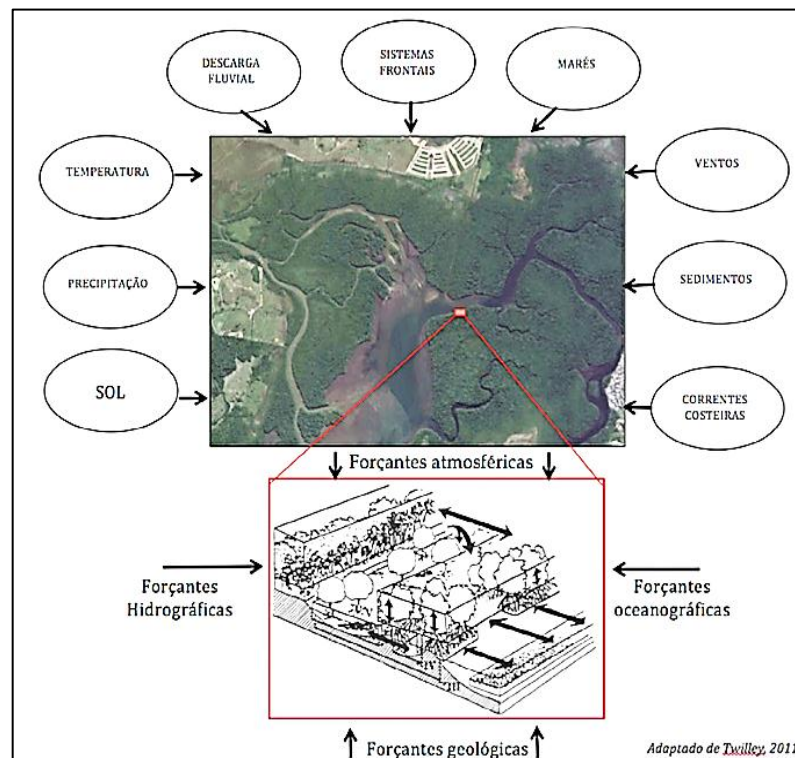 DESCARGA
FLUVIAL
SISTEMAS
FRONTAIS
MARÉS
TEMPERATURA
VENTOS
PRECIPITAÇÃO
SEDIMENTOS
SOL
CORRENTES
COSTEIRAS
Forçantes atmosféricas
Forçantes
Hidrográficas
Forçantes
oceanográficas
Forçantes geológicas
Adaptado de Twilley, 2011